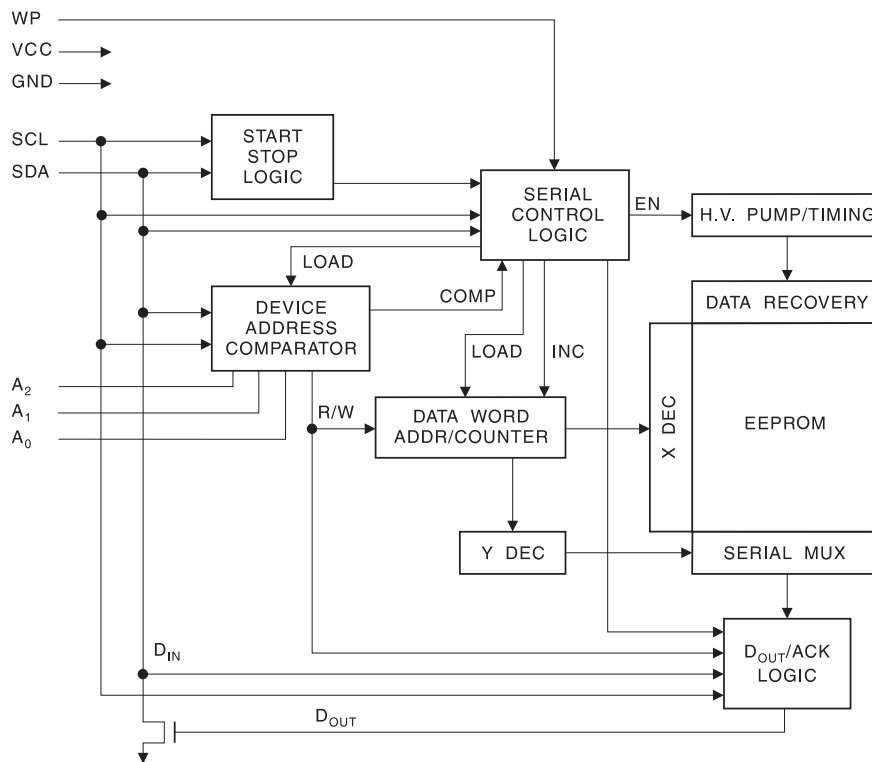 WP
VCC
GND
SCL
SDA
START
STOP
LOGIC
SERIAL
CONTROL
LOGIC
EN
H.V. PUMP/TIMING
LOAD
COMP
DEVICE
ADDRESS
COMPARATOR
DATA RECOVERY
LOAD
INC
A2
A1
A0
R/W
DATA WORD
ADDR/COUNTER
X DEC
EEPROM
Y DEC
SERIAL MUX
DIN
DOUT/ACK
LOGIC
DOUT